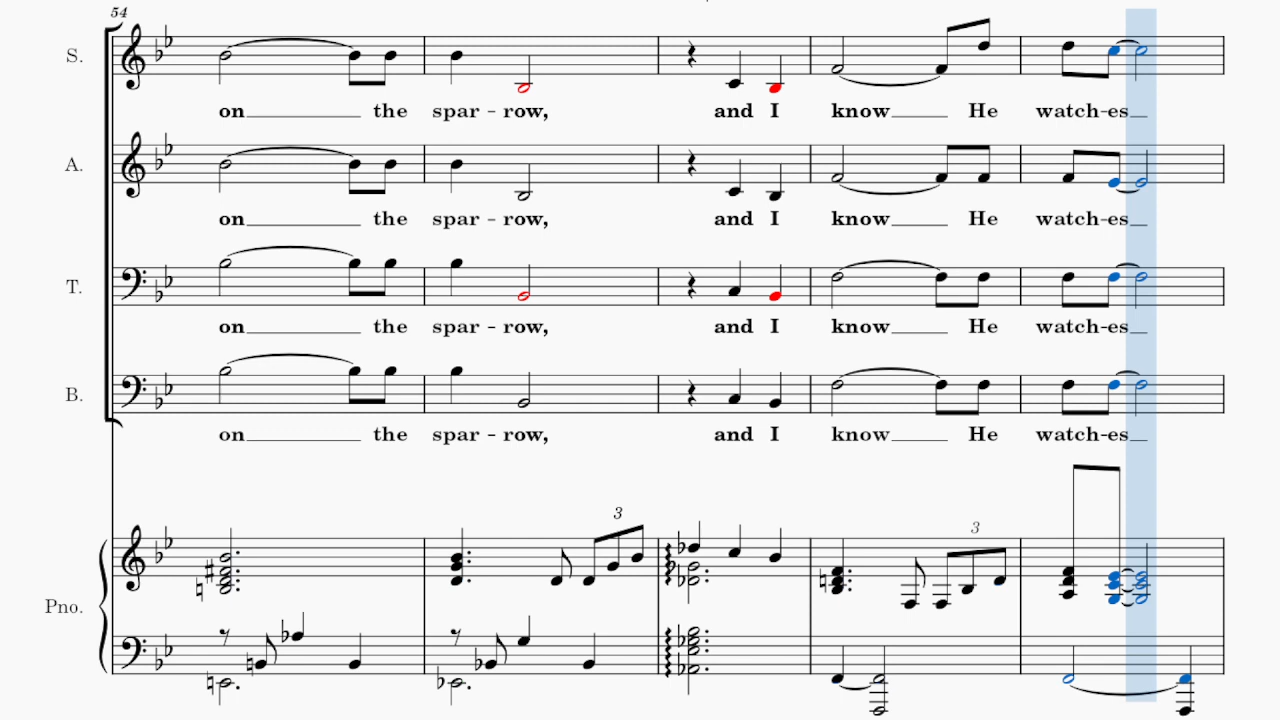 54
S.
on the spar - row, and I know He watch-es
A.
on the spar - row, and I know He watch-es
T.
on the spar - row, and I know He watch-es
B.
on the spar - row, and I know He watch-es
3 3
Pno.